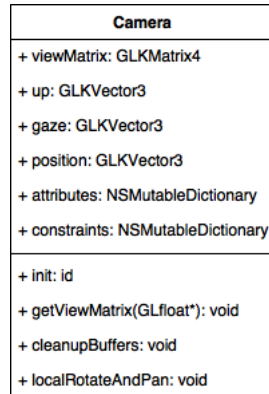 Camera
+ viewMatrix: GLKMatrix4
+ up: GLKVector3
+ gaze: GLKVector3
+ position: GLKVector3
+ attributes: NSMutableDictionary
+ constraints: NSMutableDictionary
+ init: id
+ getViewMatrix(GLfloat*): void
+ cleanupBuffers: void
+ localRotateAndPan: void